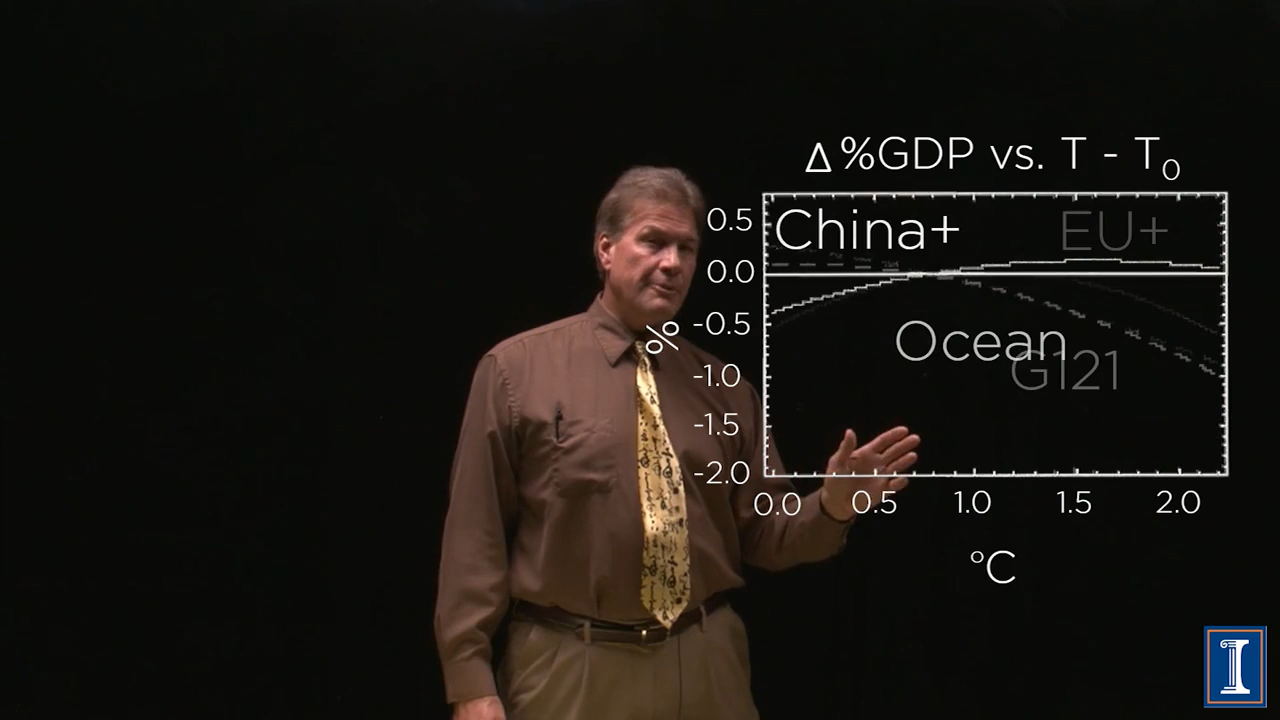 Δ %GDP vs. T - T₀
China+
EU+
Ocean
G121
0.5
0.0
-0.5
-1.0
-1.5
-2.0
%
0.0 0.5 1.0 1.5 2.0
°C
I